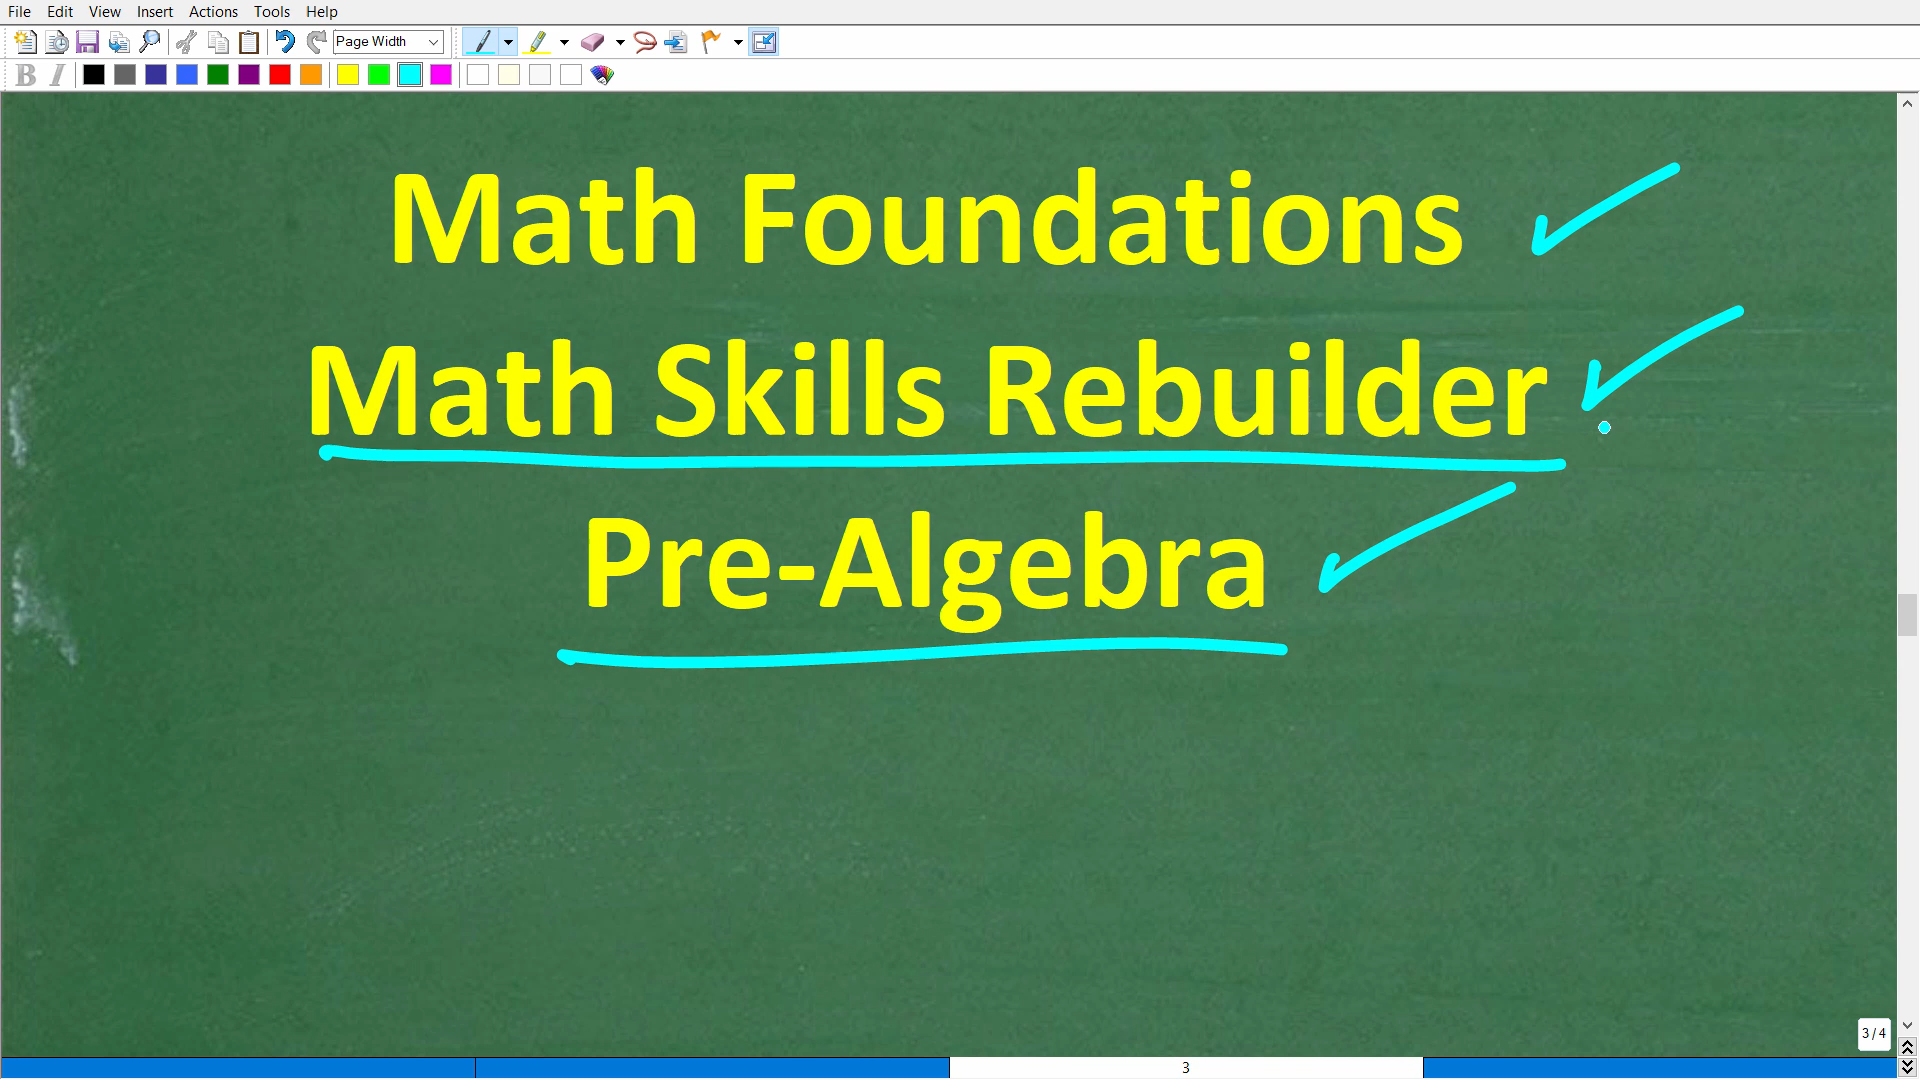 File Edit View Insert Actions Tools Help
Page Width
B I
Math Foundations
Math Skills Rebuilder
Pre-Algebra
3 / 4
3